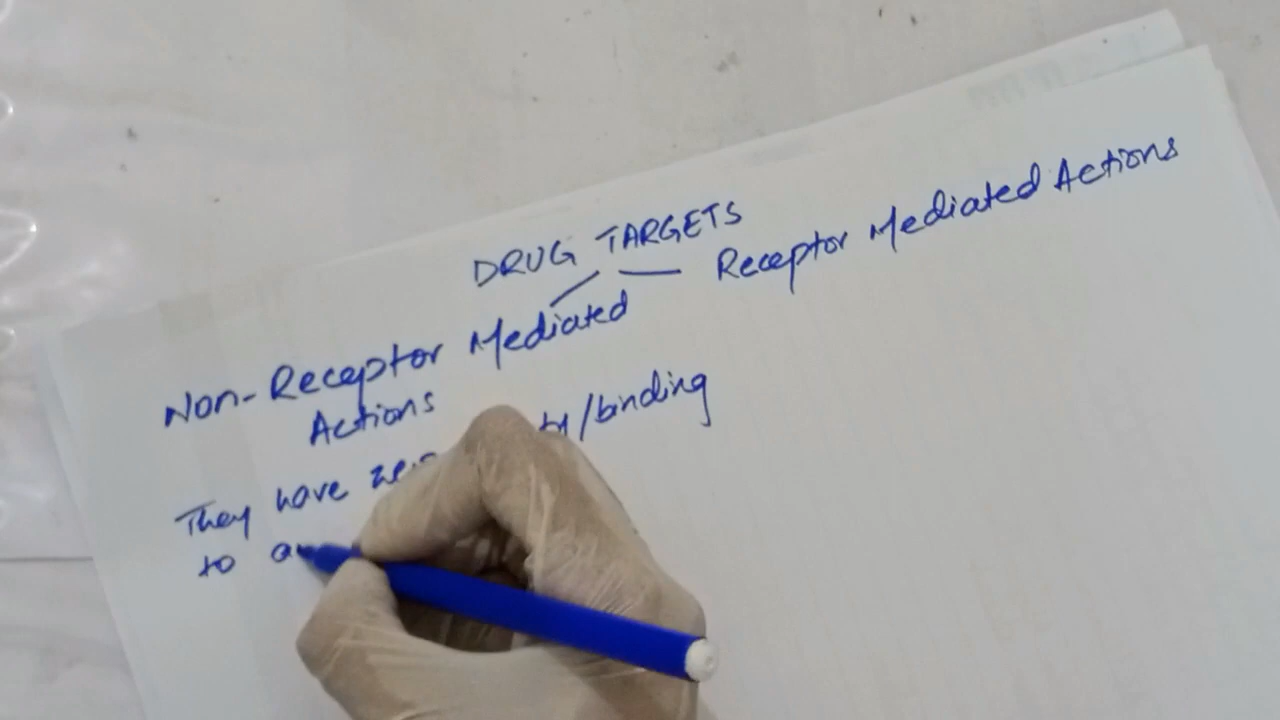 DRUG TARGETS
Receptor Mediated Actions
Non-Receptor Mediated
Actions
They have /binding
to